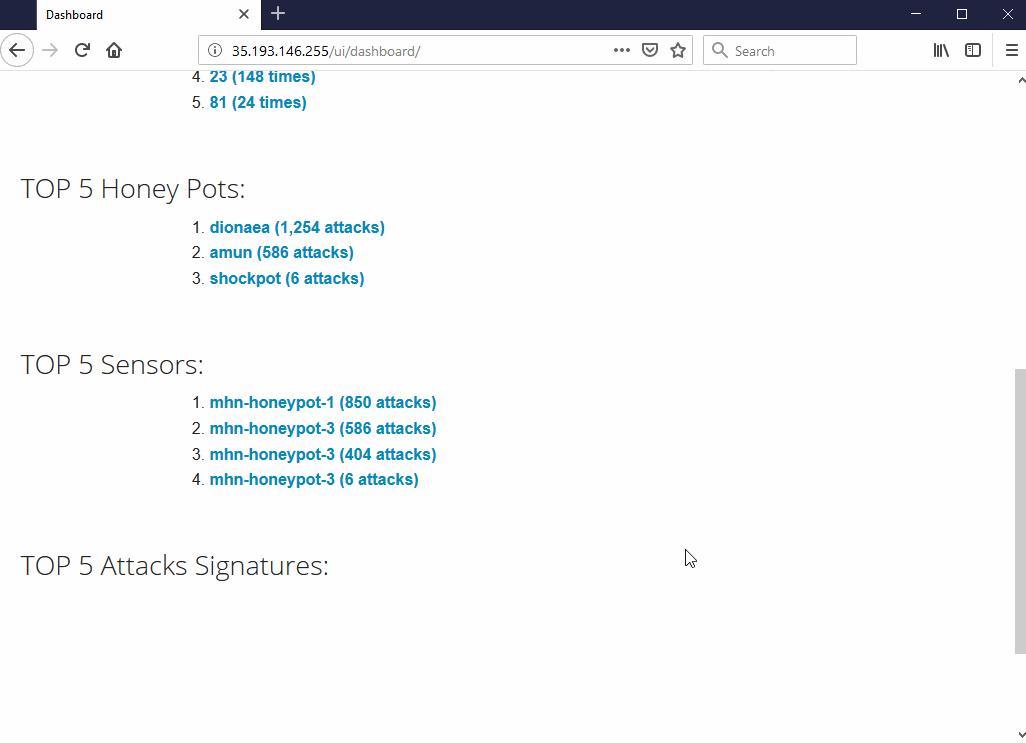 Dashboard
35.193.146.255/ui/dashboard/
Search
4. 23 (148 times)
5. 81 (24 times)
TOP 5 Honey Pots:
1. dionaea (1,254 attacks)
2. amun (586 attacks)
3. shockpot (6 attacks)
TOP 5 Sensors:
1. mhn-honeypot-1 (850 attacks)
2. mhn-honeypot-3 (586 attacks)
3. mhn-honeypot-3 (404 attacks)
4. mhn-honeypot-3 (6 attacks)
TOP 5 Attacks Signatures: